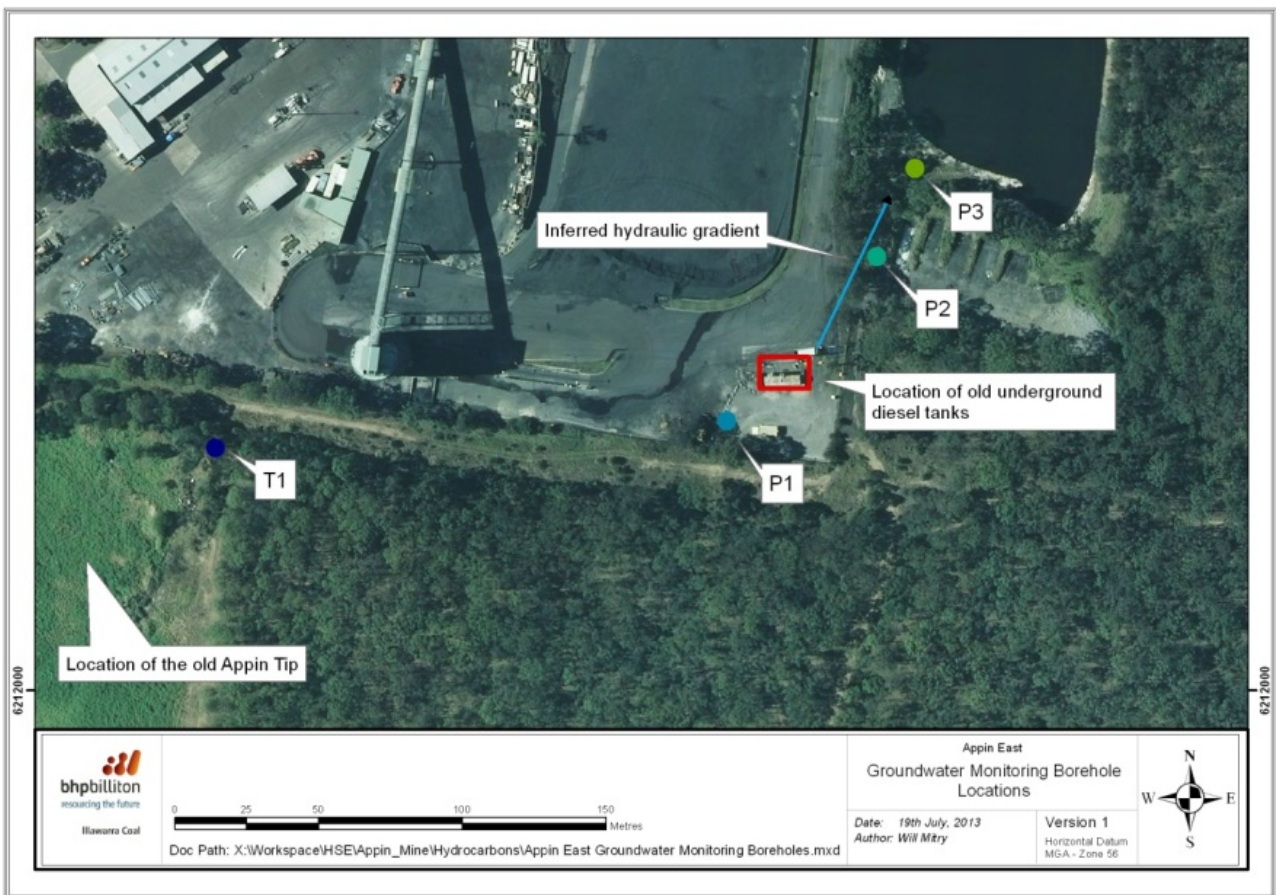 P3
Inferred hydraulic gradient
P2
Location of old underground
diesel tanks
T1
P1
Location of the old Appin Tip
6212000
6212000
bhpbilliton
resourcing the future
Illawarra Coal
0 25 50 100 150
Metres
Doc Path: X:\Workspace\HSE\Appin_Mine\Hydrocarbons\Appin East Groundwater Monitoring Boreholes.mxd
Appin East
Groundwater Monitoring Borehole
Locations
Date: 19th July, 2013
Author: Will Mitry
Version 1
Horizontal Datum
MGA - Zone 56
N
W E
S